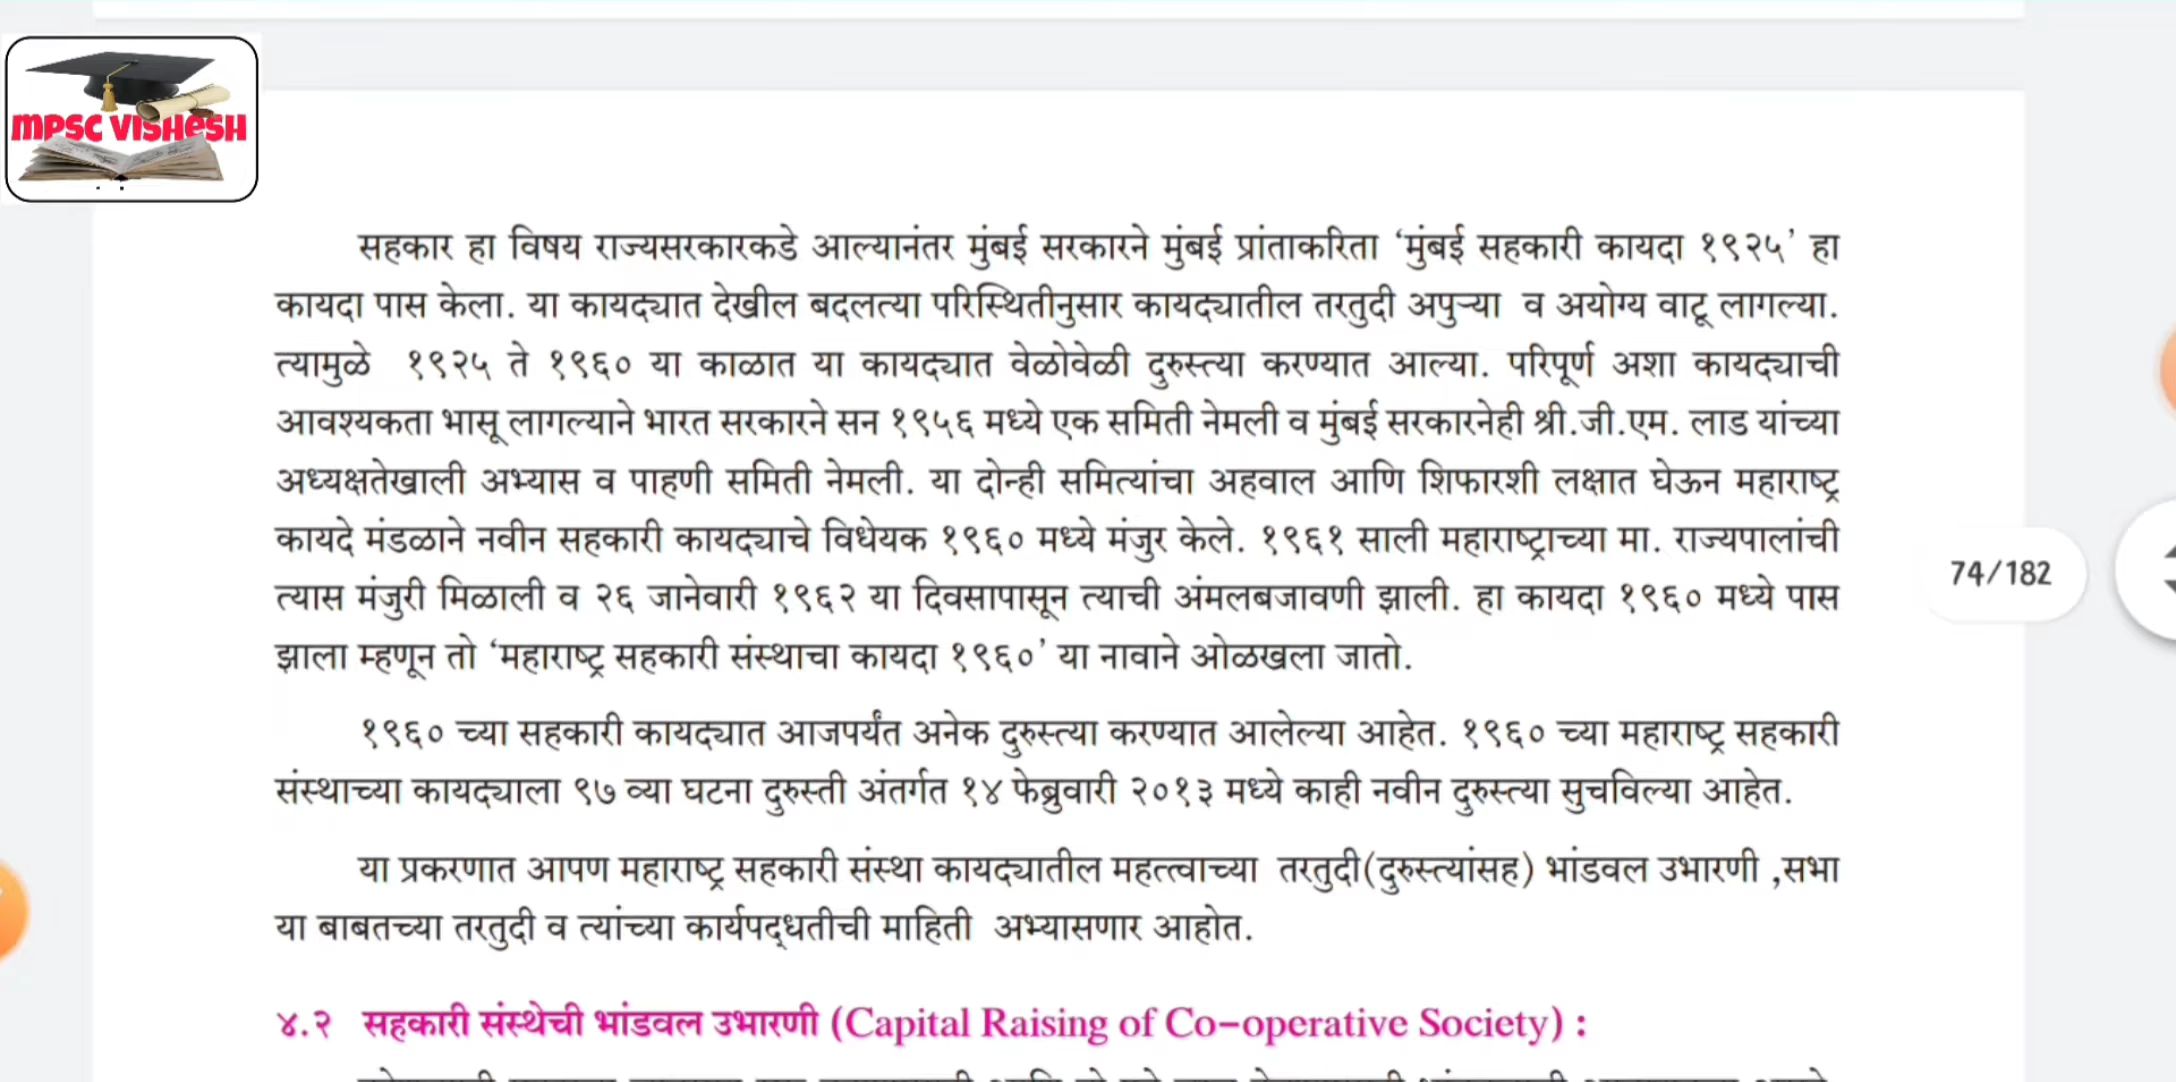 MPSC VISHESH
सहकार हा विषय राज्यसरकारकडे आल्यानंतर मुंबई सरकारने मुंबई प्रांताकरिता ‘मुंबई सहकारी कायदा १९२५’ हा
कायदा पास केला. या कायद्यात देखील बदलत्या परिस्थितीनुसार कायद्यातील तरतुदी अपुऱ्या व अयोग्य वाटू लागल्या.
त्यामुळे १९२५ ते १९६० या काळात या कायद्यात वेळोवेळी दुरुस्त्या करण्यात आल्या. परिपूर्ण अशा कायद्याची
आवश्यकता भासू लागल्याने भारत सरकारने सन १९५६ मध्ये एक समिती नेमली व मुंबई सरकारनेही श्री.जी.एम. लाड यांच्या
अध्यक्षतेखाली अभ्यास व पाहणी समिती नेमली. या दोन्ही समित्यांचा अहवाल आणि शिफारशी लक्षात घेऊन महाराष्ट्र
कायदे मंडळाने नवीन सहकारी कायद्याचे विधेयक १९६० मध्ये मंजुर केले. १९६१ साली महाराष्ट्राच्या मा. राज्यपालांची
त्यास मंजुरी मिळाली व २६ जानेवारी १९६२ या दिवसापासून त्याची अंमलबजावणी झाली. हा कायदा १९६० मध्ये पास
झाला म्हणून तो ‘महाराष्ट्र सहकारी संस्थाचा कायदा १९६०’ या नावाने ओळखला जातो.
74/182
१९६० च्या सहकारी कायद्यात आजपर्यंत अनेक दुरुस्त्या करण्यात आलेल्या आहेत. १९६० च्या महाराष्ट्र सहकारी
संस्थाच्या कायद्याला ९७ व्या घटना दुरुस्ती अंतर्गत १४ फेब्रुवारी २०१३ मध्ये काही नवीन दुरुस्त्या सुचविल्या आहेत.
या प्रकरणात आपण महाराष्ट्र सहकारी संस्था कायद्यातील महत्त्वाच्या तरतुदी(दुरुस्त्यांसह) भांडवल उभारणी ,सभा
या बाबतच्या तरतुदी व त्यांच्या कार्यपद्धतीची माहिती अभ्यासणार आहोत.
४.२ सहकारी संस्थेची भांडवल उभारणी (Capital Raising of Co-operative Society) :